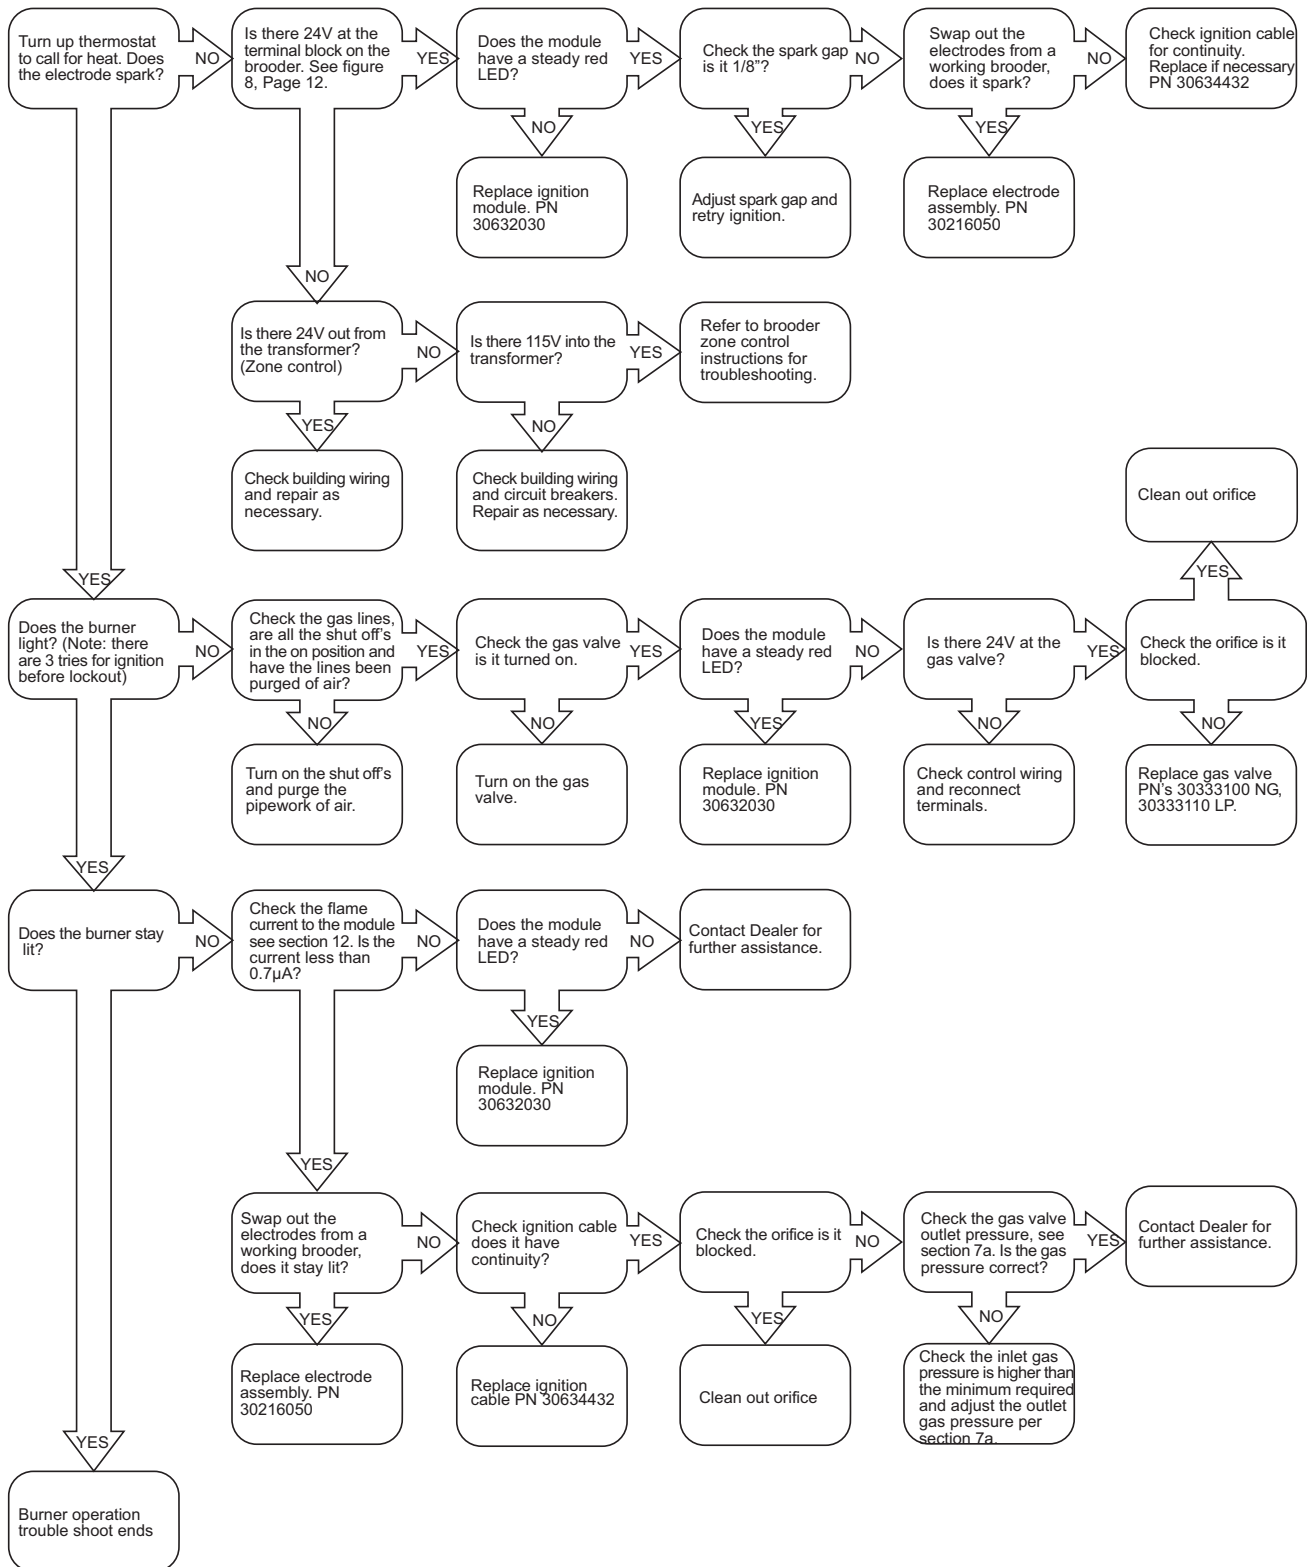 Turn up thermostat
to call for heat. Does
the electrode spark?
NO
Is there 24V at the
terminal block on the
brooder. See figure
8, Page 12.
YES
Does the module
have a steady red
LED?
YES
Check the spark gap
is it 1/8”?
NO
Swap out the
electrodes from a
working brooder,
does it spark?
NO
Check ignition cable
for continuity.
Replace if necessary
PN 30634432
NO
Replace ignition
module. PN
30632030
YES
Adjust spark gap and
retry ignition.
YES
Replace electrode
assembly. PN
30216050
NO
Is there 24V out from
the transformer?
(Zone control)
NO
Is there 115V into the
transformer?
YES
Refer to brooder
zone control
instructions for
troubleshooting.
YES
Check building wiring
and repair as
necessary.
NO
Check building wiring
and circuit breakers.
Repair as necessary.
YES
Does the burner
light? (Note: there
are 3 tries for ignition
before lockout)
NO
Check the gas lines,
are all the shut off’s
in the on position and
have the lines been
purged of air?
YES
Check the gas valve
is it turned on.
YES
Does the module
have a steady red
LED?
NO
Is there 24V at the
gas valve?
YES
Check the orifice is it
blocked.
YES
Clean out orifice
NO
Turn on the shut off’s
and purge the
pipework of air.
NO
Turn on the gas
valve.
YES
Replace ignition
module. PN
30632030
NO
Check control wiring
and reconnect
terminals.
NO
Replace gas valve
PN’s 30333100 NG,
30333110 LP.
YES
Does the burner stay
lit?
NO
Check the flame
current to the module
see section 12. Is the
current less than
0.7µA?
NO
Does the module
have a steady red
LED?
NO
Contact Dealer for
further assistance.
YES
Replace ignition
module. PN
30632030
YES
Swap out the
electrodes from a
working brooder,
does it stay lit?
NO
Check ignition cable
does it have
continuity?
YES
Check the orifice is it
blocked.
NO
Check the gas valve
outlet pressure, see
section 7a. Is the gas
pressure correct?
YES
Contact Dealer for
further assistance.
YES
Replace electrode
assembly. PN
30216050
NO
Replace ignition
cable PN 30634432
YES
Clean out orifice
NO
Check the inlet gas
pressure is higher than
the minimum required
and adjust the outlet
gas pressure per
section 7a.
YES
Burner operation
trouble shoot ends